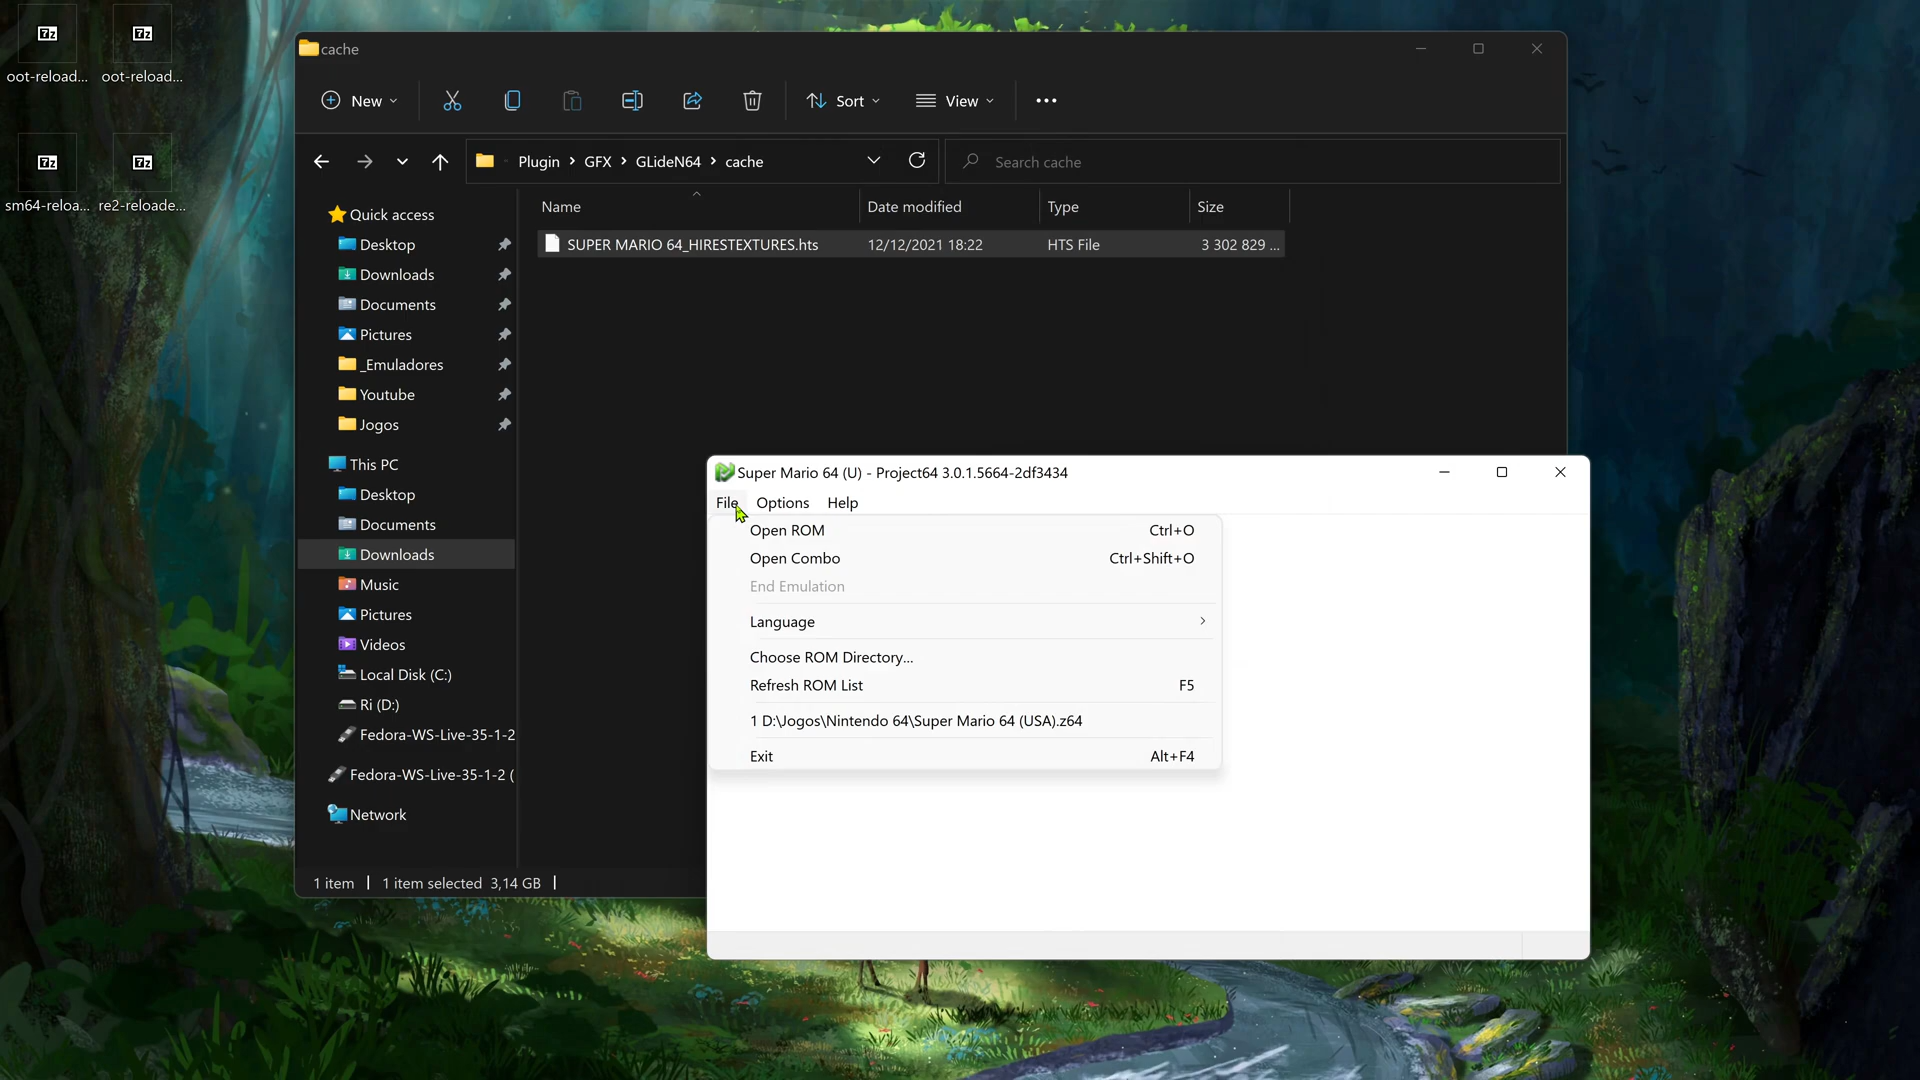 7z
7z
oot-reload...
oot-reload...
7z
7z
sm64-reloa...
re2-reloade...
cache
New
Sort
View
Plugin > GFX > GLideN64 > cache
Search cache
Name
Date modified
Type
Size
SUPER MARIO 64_HIRESTEXTURES.hts
12/12/2021 18:22
HTS File
3 302 829 ...
Quick access
Desktop
Downloads
Documents
Pictures
_Emuladores
Youtube
Jogos
This PC
Desktop
Documents
Downloads
Music
Pictures
Videos
Local Disk (C:)
Ri (D:)
Fedora-WS-Live-35-1-2
Fedora-WS-Live-35-1-2 (
Network
1 item
1 item selected 3,14 GB
Super Mario 64 (U) - Project64 3.0.1.5664-2df3434
File Options Help
Open ROM Ctrl+O
Open Combo Ctrl+Shift+O
End Emulation
Language
Choose ROM Directory...
Refresh ROM List F5
1 D:\Jogos\Nintendo 64\Super Mario 64 (USA).z64
Exit Alt+F4